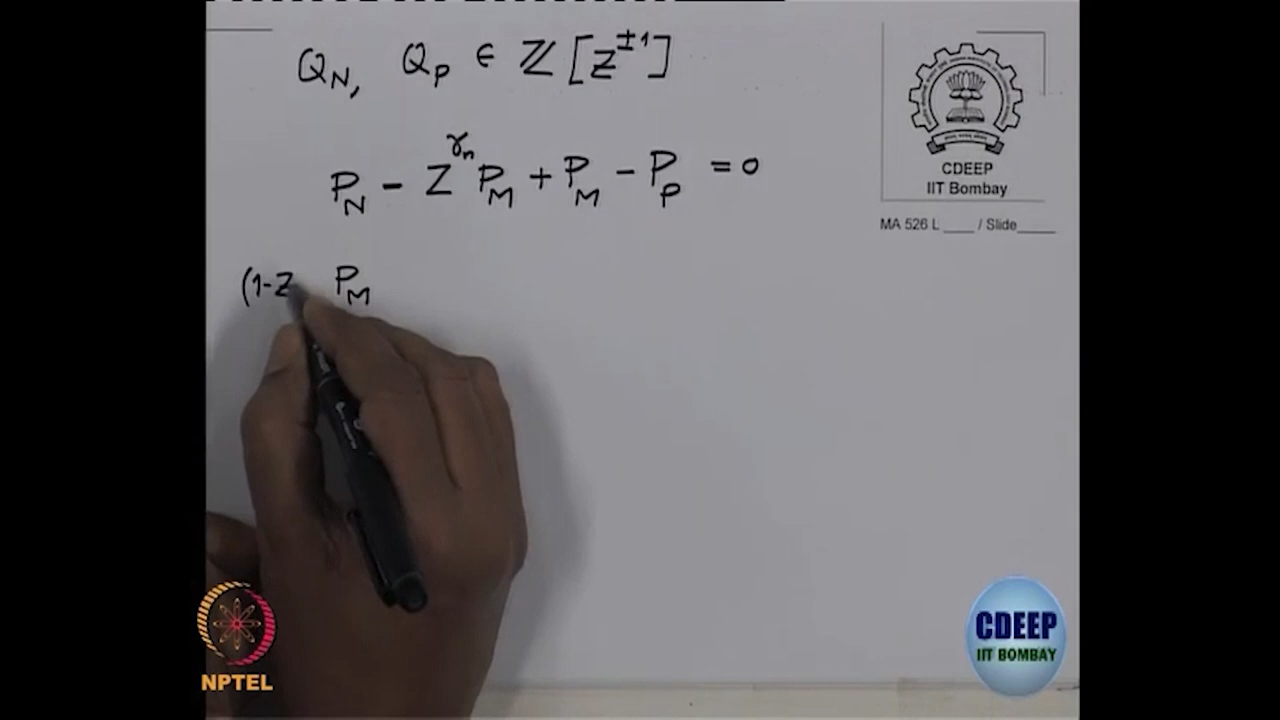 Q_N, Q_P ∈ ℤ[Z^{±1}]
P_N - Z^{γ_n} P_M + P_M - P_P = 0
(1-Z P_M
CDEEP
IIT Bombay
MA 526 L ____ / Slide_____
NPTEL
CDEEP
IIT BOMBAY